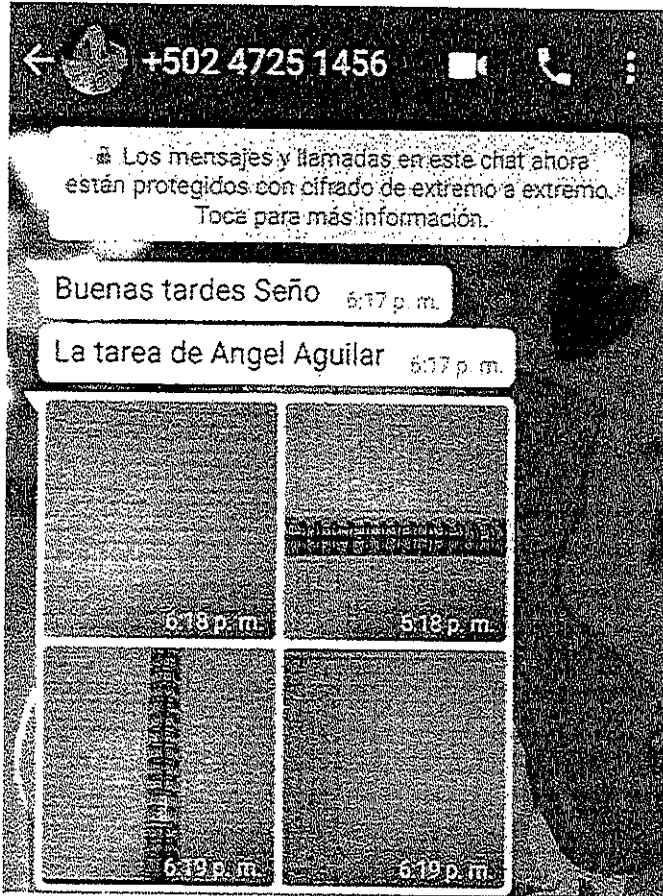 +502 4725 1456
Los mensajes y llamadas en este chat ahora
están protegidos con cifrado de extremo a extremo.
Toca para más información.
Buenas tardes Seño 6:17 p. m.
La tarea de Angel Aguilar 6:17 p. m.
6:18 p. m. 6:18 p. m.
6:19 p. m. 6:19 p. m.